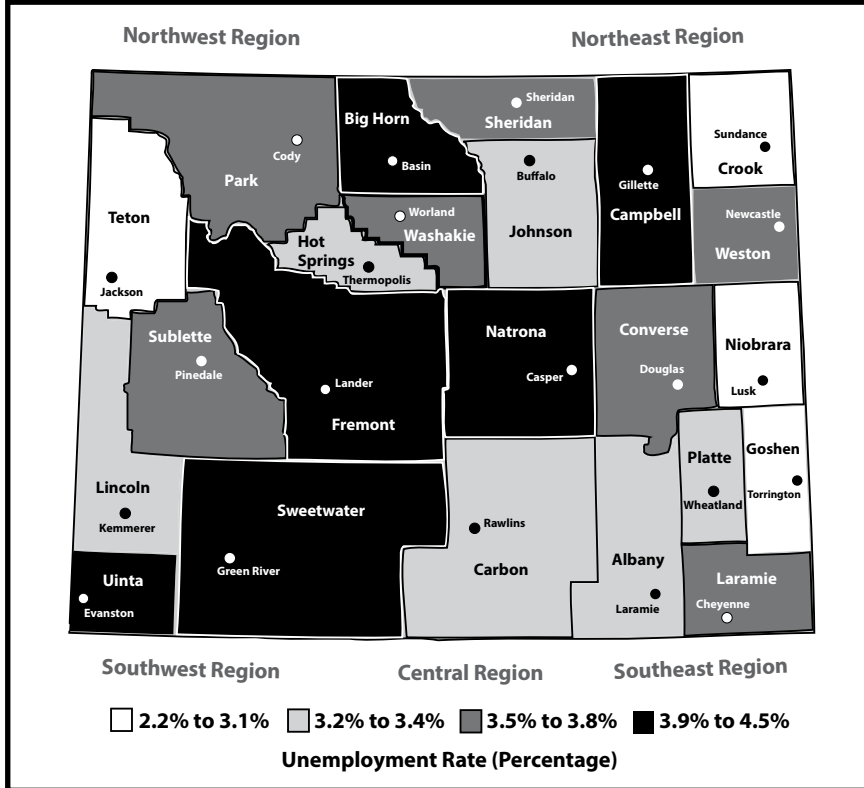 Northwest Region
Northeast Region
Big Horn
Basin
Sheridan
Sheridan
Sundance
Crook
Cody
Park
Buffalo
Gillette
Campbell
Teton
Jackson
Worland
Washakie
Johnson
Newcastle
Weston
Hot
Springs
Thermopolis
Sublette
Pinedale
Natrona
Casper
Converse
Douglas
Niobrara
Lusk
Lander
Fremont
Lincoln
Kemmerer
Sweetwater
Green River
Rawlins
Carbon
Platte
Wheatland
Goshen
Torrington
Uinta
Evanston
Albany
Laramie
Laramie
Cheyenne
Southwest Region
Central Region
Southeast Region
2.2% to 3.1% 3.2% to 3.4% 3.5% to 3.8% 3.9% to 4.5%
Unemployment Rate (Percentage)